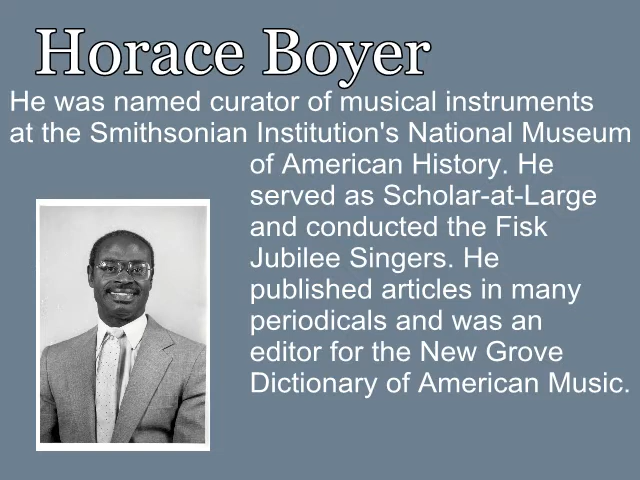 Horace Boyer
He was named curator of musical instruments
at the Smithsonian Institution's National Museum
of American History. He
served as Scholar-at-Large
and conducted the Fisk
Jubilee Singers. He
published articles in many
periodicals and was an
editor for the New Grove
Dictionary of American Music.